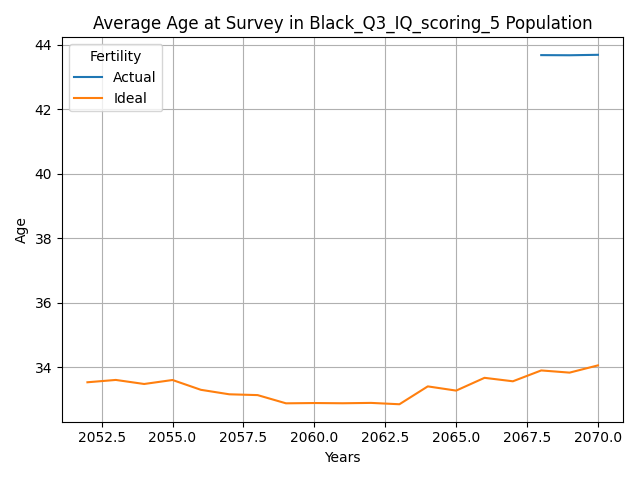 Average Age at Survey in Black_Q3_IQ_scoring_5 Population
Fertility
Actual
Ideal
44
42
40
38
36
34
Age
2052.5
2055.0
2057.5
2060.0
2062.5
2065.0
2067.5
2070.0
Years